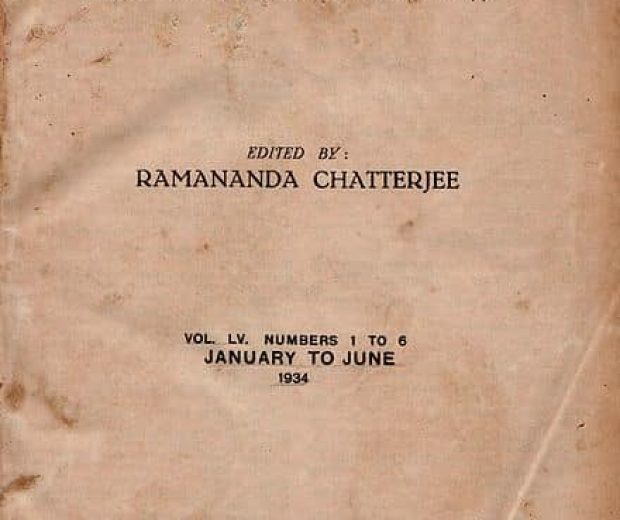 EDITED BY:
RAMANANDA CHATTERJEE
VOL. LV. NUMBERS 1 TO 6
JANUARY TO JUNE
1934